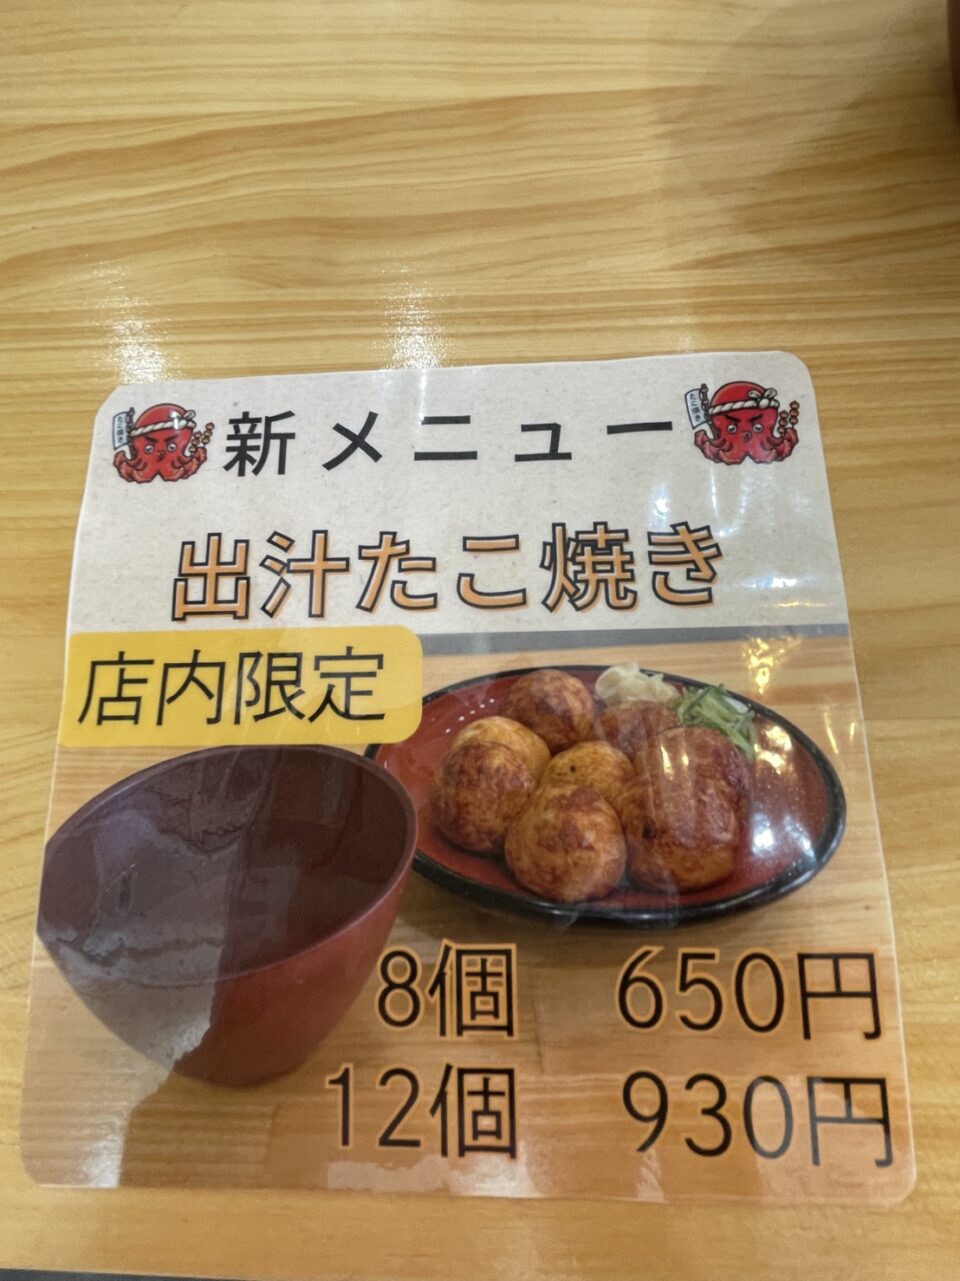 新メニュー
出汁たこ焼き
店内限定
8個 650円
12個 930円